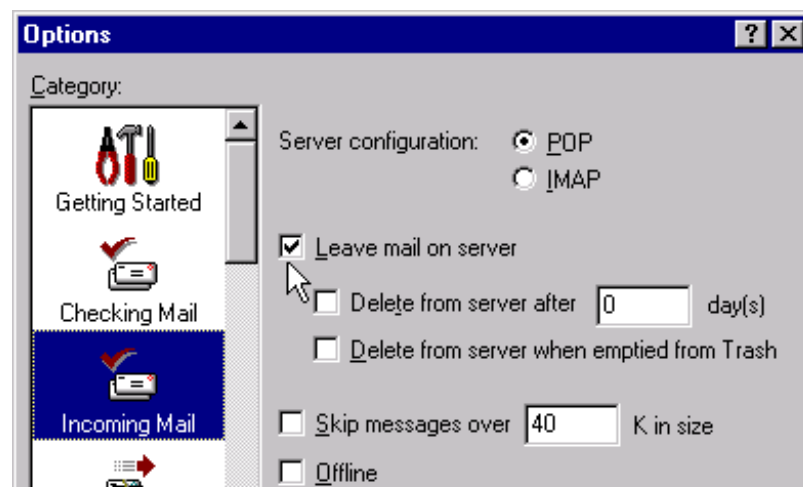 Options
Category:
Getting Started
Checking Mail
Incoming Mail
Server configuration:
POP
IMAP
Leave mail on server
Delete from server after 0 day(s)
Delete from server when emptied from Trash
Skip messages over 40 K in size
Offline